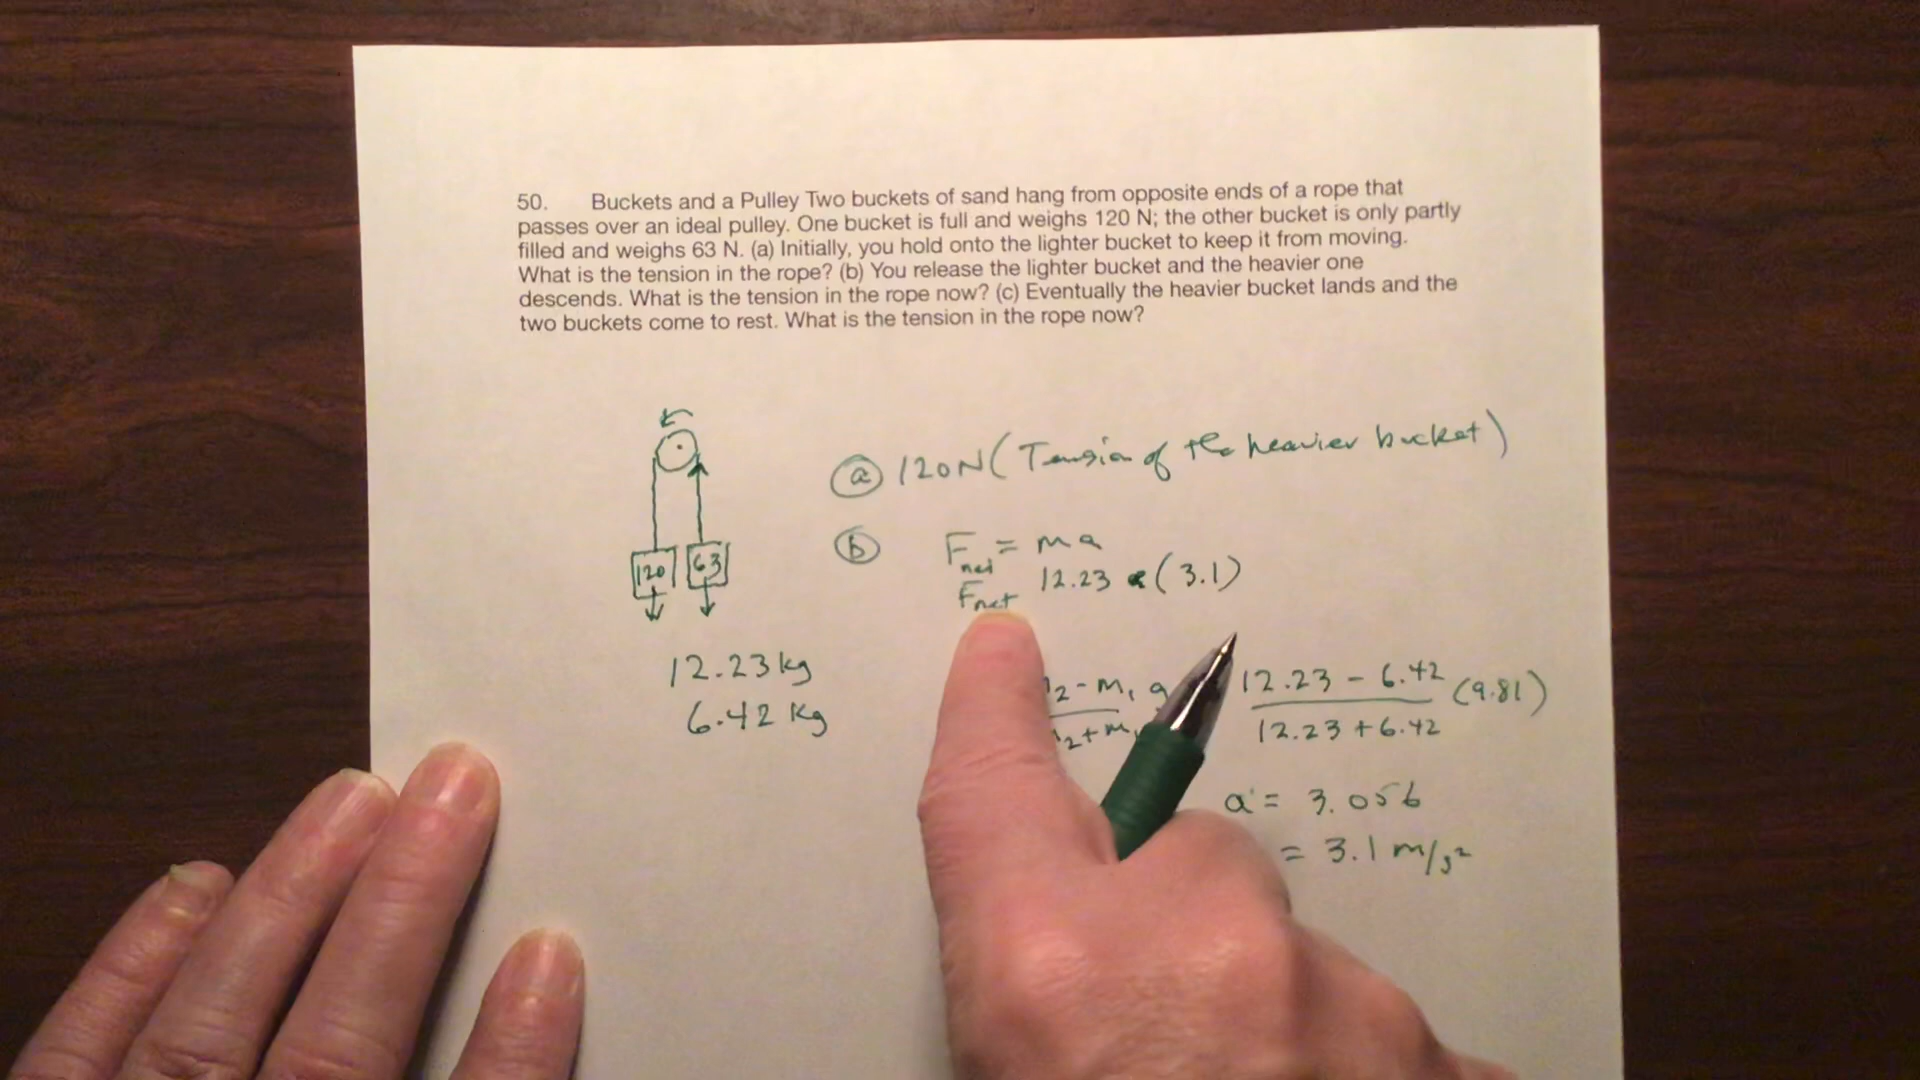 50. Buckets and a Pulley Two buckets of sand hang from opposite ends of a rope that
passes over an ideal pulley. One bucket is full and weighs 120 N; the other bucket is only partly
filled and weighs 63 N. (a) Initially, you hold onto the lighter bucket to keep it from moving.
What is the tension in the rope? (b) You release the lighter bucket and the heavier one
descends. What is the tension in the rope now? (c) Eventually the heavier bucket lands and the
two buckets come to rest. What is the tension in the rope now?
(a) 120N (Tension of the heavier bucket)
(b) Fnet = ma
Fnet 12.23 (3.1)
120 63
12.23 kg
6.42 kg
2 - m1 g
2 + m
12.23 - 6.42 (9.81)
12.23 + 6.42
a = 3.056
= 3.1 m/s²